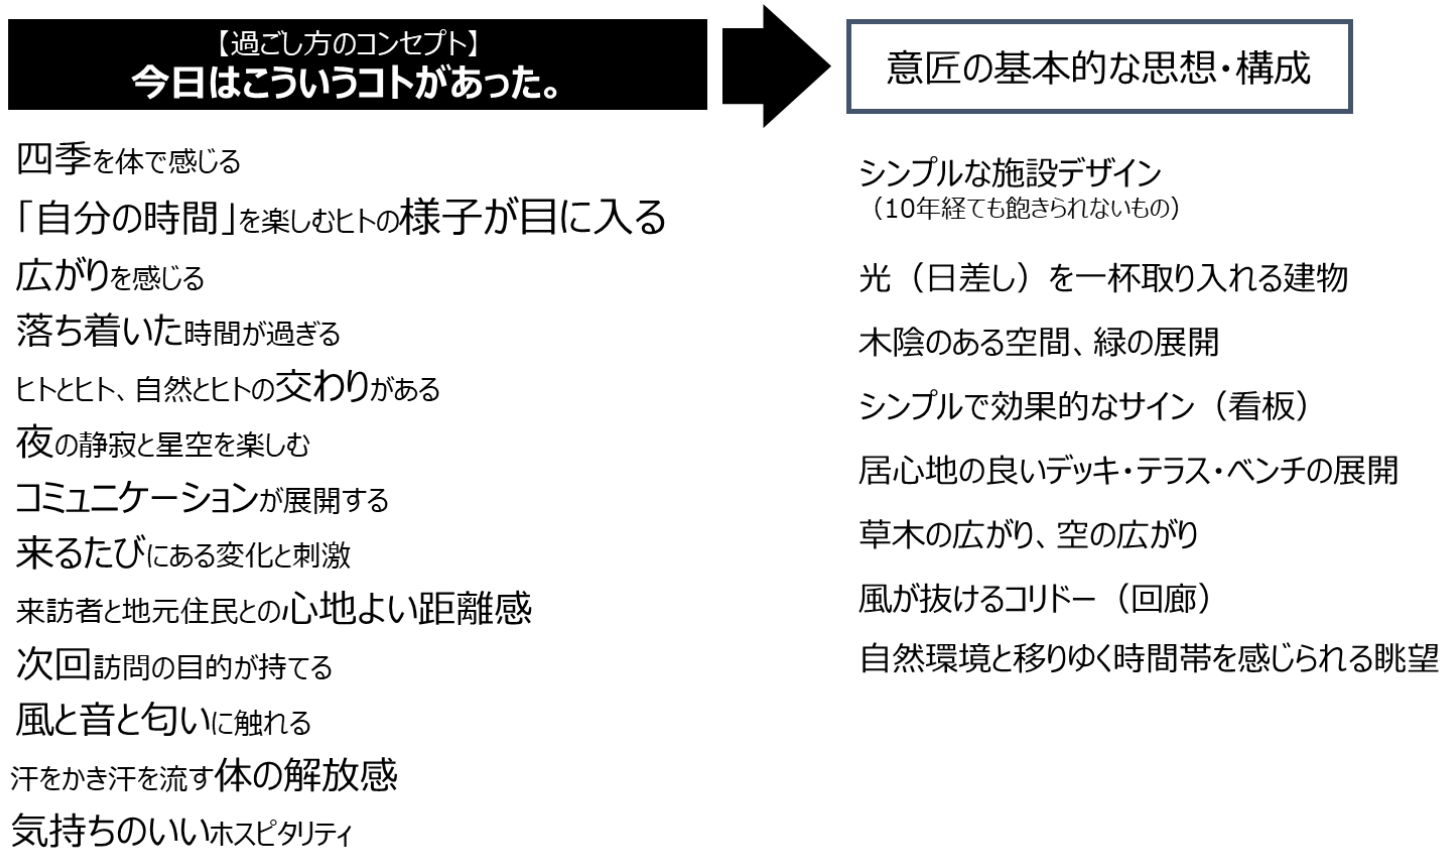 【過ごし方のコンセプト】
今日はこういうコトがあった。
四季を体で感じる
「自分の時間」を楽しむヒトの様子が目に入る
広がりを感じる
落ち着いた時間が過ぎる
ヒトとヒト、自然とヒトの交わりがある
夜の静寂と星空を楽しむ
コミュニケーションが展開する
来るたびにある変化と刺激
来訪者と地元住民との心地よい距離感
次回訪問の目的が持てる
風と音と匂いに触れる
汗をかき汗を流す体の解放感
気持ちのいいホスピタリティ
意匠の基本的な思想・構成
シンプルな施設デザイン
（10年経ても飽きられないもの）
光（日差し）を一杯取り入れる建物
木陰のある空間、緑の展開
シンプルで効果的なサイン（看板）
居心地の良いデッキ・テラス・ベンチの展開
草木の広がり、空の広がり
風が抜けるコリドー（回廊）
自然環境と移りゆく時間帯を感じられる眺望